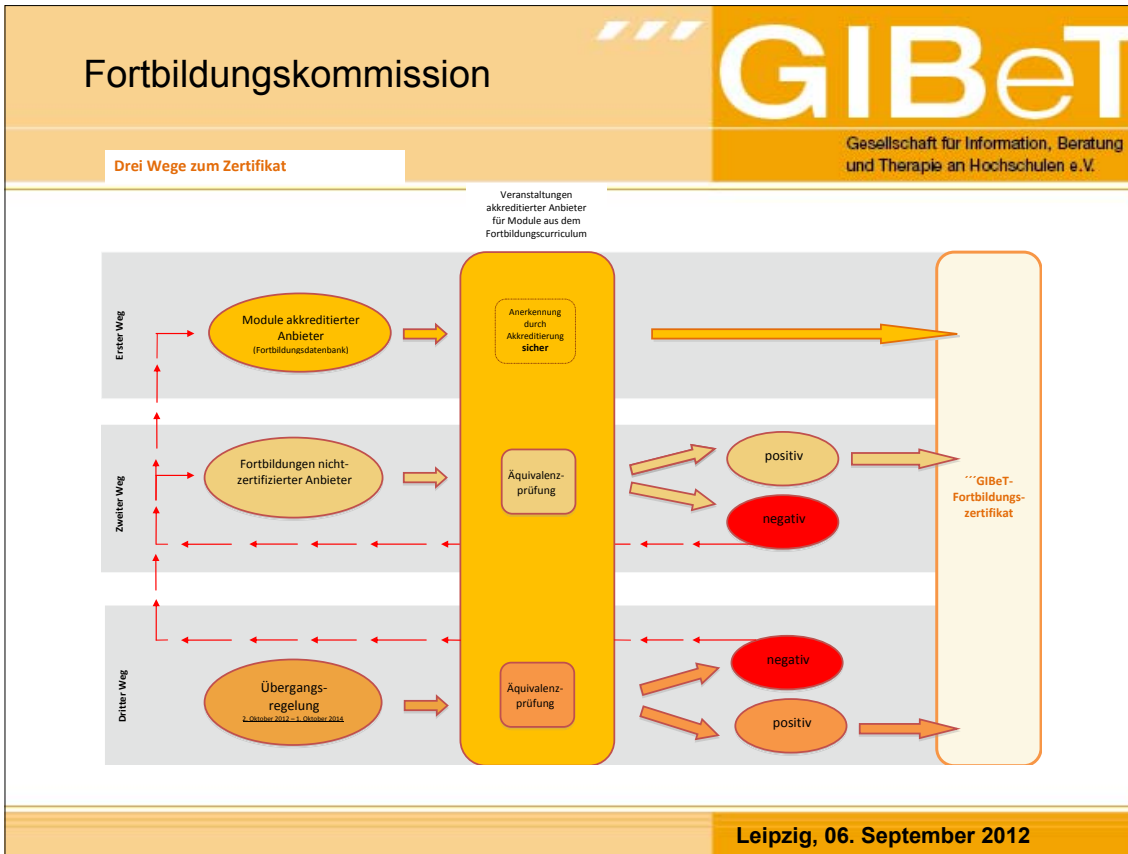 Fortbildungskommission
GIBeT
Gesellschaft für Information, Beratung
und Therapie an Hochschulen e.V.
Drei Wege zum Zertifikat
Veranstaltungen
akkreditierter Anbieter
für Module aus dem
Fortbildungscurriculum
Erster Weg
Module akkreditierter
Anbieter
(Fortbildungsdatenbank)
Anerkennung
durch
Akkreditierung
sicher
Zweiter Weg
Fortbildungen nicht-
zertifizierter Anbieter
Äquivalenz-
prüfung
positiv
negativ
´´´GIBeT-
Fortbildungs-
zertifikat
Dritter Weg
Übergangs-
regelung
2. Oktober 2012 – 1. Oktober 2014
Äquivalenz-
prüfung
negativ
positiv
Leipzig, 06. September 2012